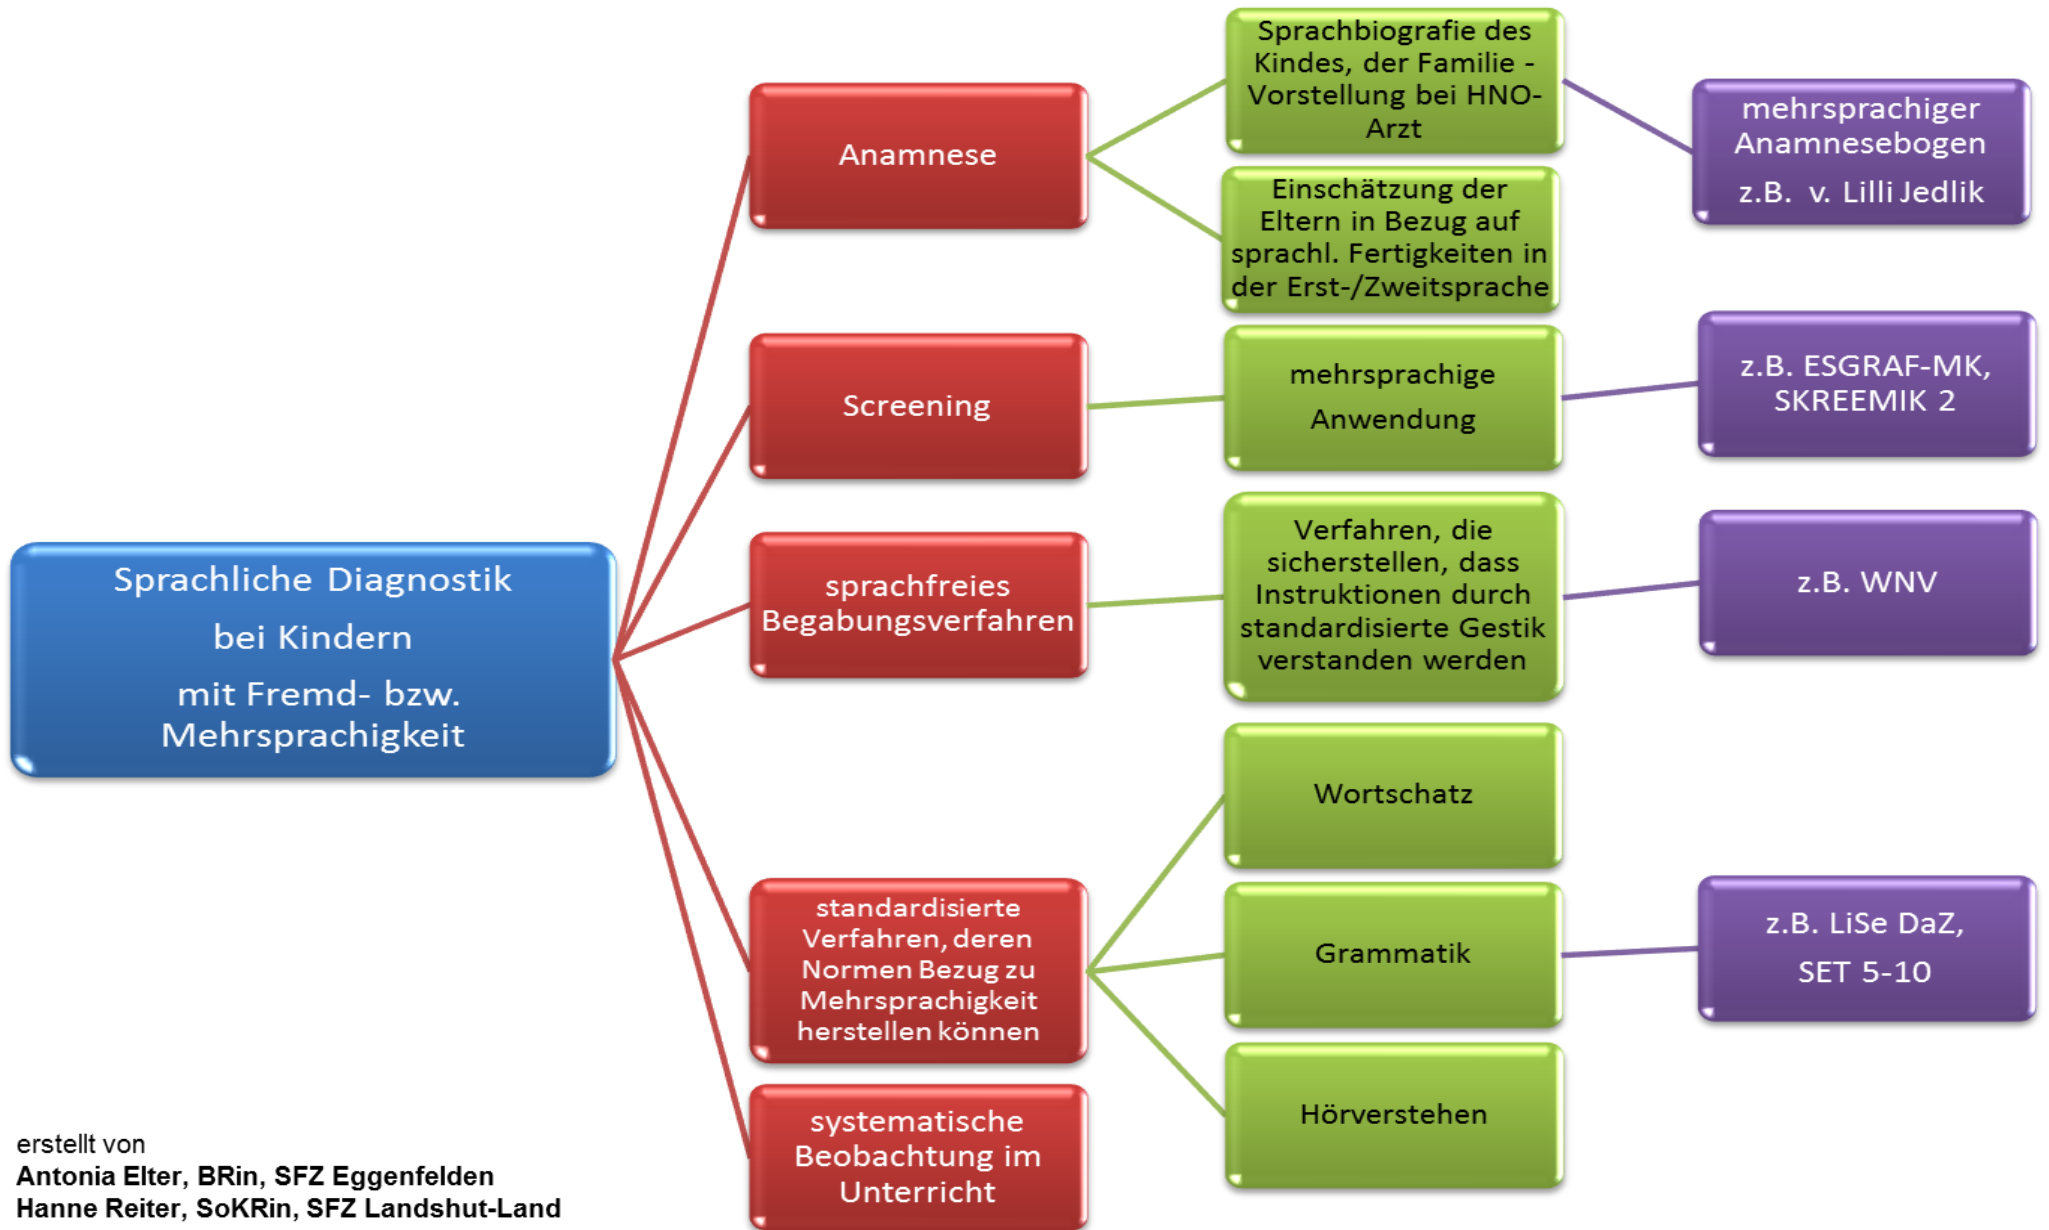 Sprachliche Diagnostik
bei Kindern
mit Fremd- bzw.
Mehrsprachigkeit
Anamnese
Sprachbiografie des
Kindes, der Familie -
Vorstellung bei HNO-
Arzt
mehrsprachiger
Anamnesebogen
z.B. v. Lilli Jedlik
Einschätzung der
Eltern in Bezug auf
sprachl. Fertigkeiten in
der Erst-/Zweitsprache
Screening
mehrsprachige
Anwendung
z.B. ESGRAF-MK,
SKREEMIK 2
sprachfreies
Begabungsverfahren
Verfahren, die
sicherstellen, dass
Instruktionen durch
standardisierte Gestik
verstanden werden
z.B. WNV
standardisierte
Verfahren, deren
Normen Bezug zu
Mehrsprachigkeit
herstellen können
Wortschatz
Grammatik
z.B. LiSe DaZ,
SET 5-10
Hörverstehen
systematische
Beobachtung im
Unterricht
erstellt von
Antonia Elter, BRin, SFZ Eggenfelden
Hanne Reiter, SoKRin, SFZ Landshut-Land